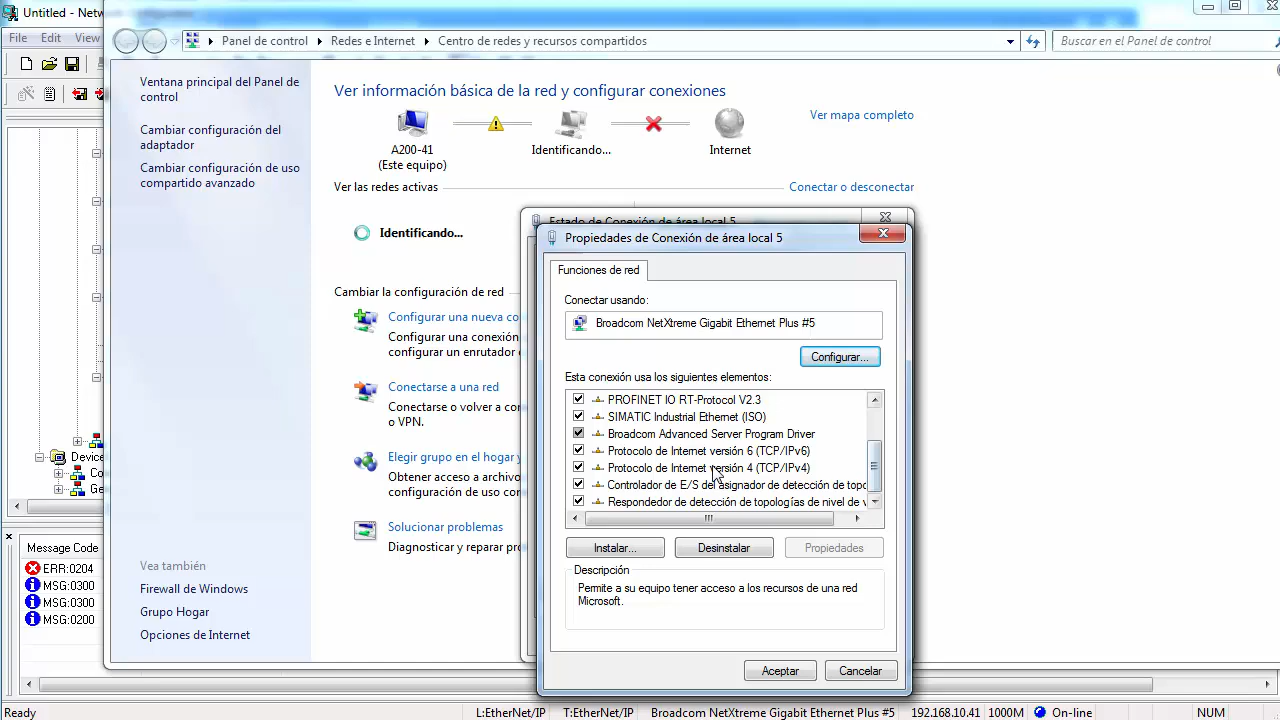 Untitled - Netw
File Edit View
Panel de control
Redes e Internet
Centro de redes y recursos compartidos
Buscar en el Panel de control
Ventana principal del Panel de
control
Cambiar configuración del
adaptador
Cambiar configuración de uso
compartido avanzado
Ver información básica de la red y configurar conexiones
Ver mapa completo
A200-41
(Este equipo)
Identificando...
Internet
Ver las redes activas
Conectar o desconectar
Identificando...
Cambiar la configuración de red
Configurar una nueva co
Configurar una conexión
configurar un enrutador
Conectarse a una red
Conectarse o volver a co
o VPN.
Elegir grupo en el hogar y
Obtener acceso a archivo
configuración de uso co
Solucionar problemas
Diagnosticar y reparar pro
Vea también
Firewall de Windows
Grupo Hogar
Opciones de Internet
Estado de Conexión de área local 5
Propiedades de Conexión de área local 5
Funciones de red
Conectar usando:
Broadcom NetXtreme Gigabit Ethernet Plus #5
Configurar...
Esta conexión usa los siguientes elementos:
PROFINET IO RT-Protocol V2.3
SIMATIC Industrial Ethernet (ISO)
Broadcom Advanced Server Program Driver
Protocolo de Internet versión 6 (TCP/IPv6)
Protocolo de Internet versión 4 (TCP/IPv4)
Controlador de E/S del asignador de detección de topo
Respondedor de detección de topologías de nivel de v
Instalar...
Desinstalar
Propiedades
Descripción
Permite a su equipo tener acceso a los recursos de una red
Microsoft.
Aceptar
Cancelar
Device
Co
Ge
Message Code
ERR:0204
MSG:0300
MSG:0300
MSG:0200
Ready
L:EtherNet/IP
T:EtherNet/IP
Broadcom NetXtreme Gigabit Ethernet Plus #5
192.168.10.41
1000M
On-line
NUM